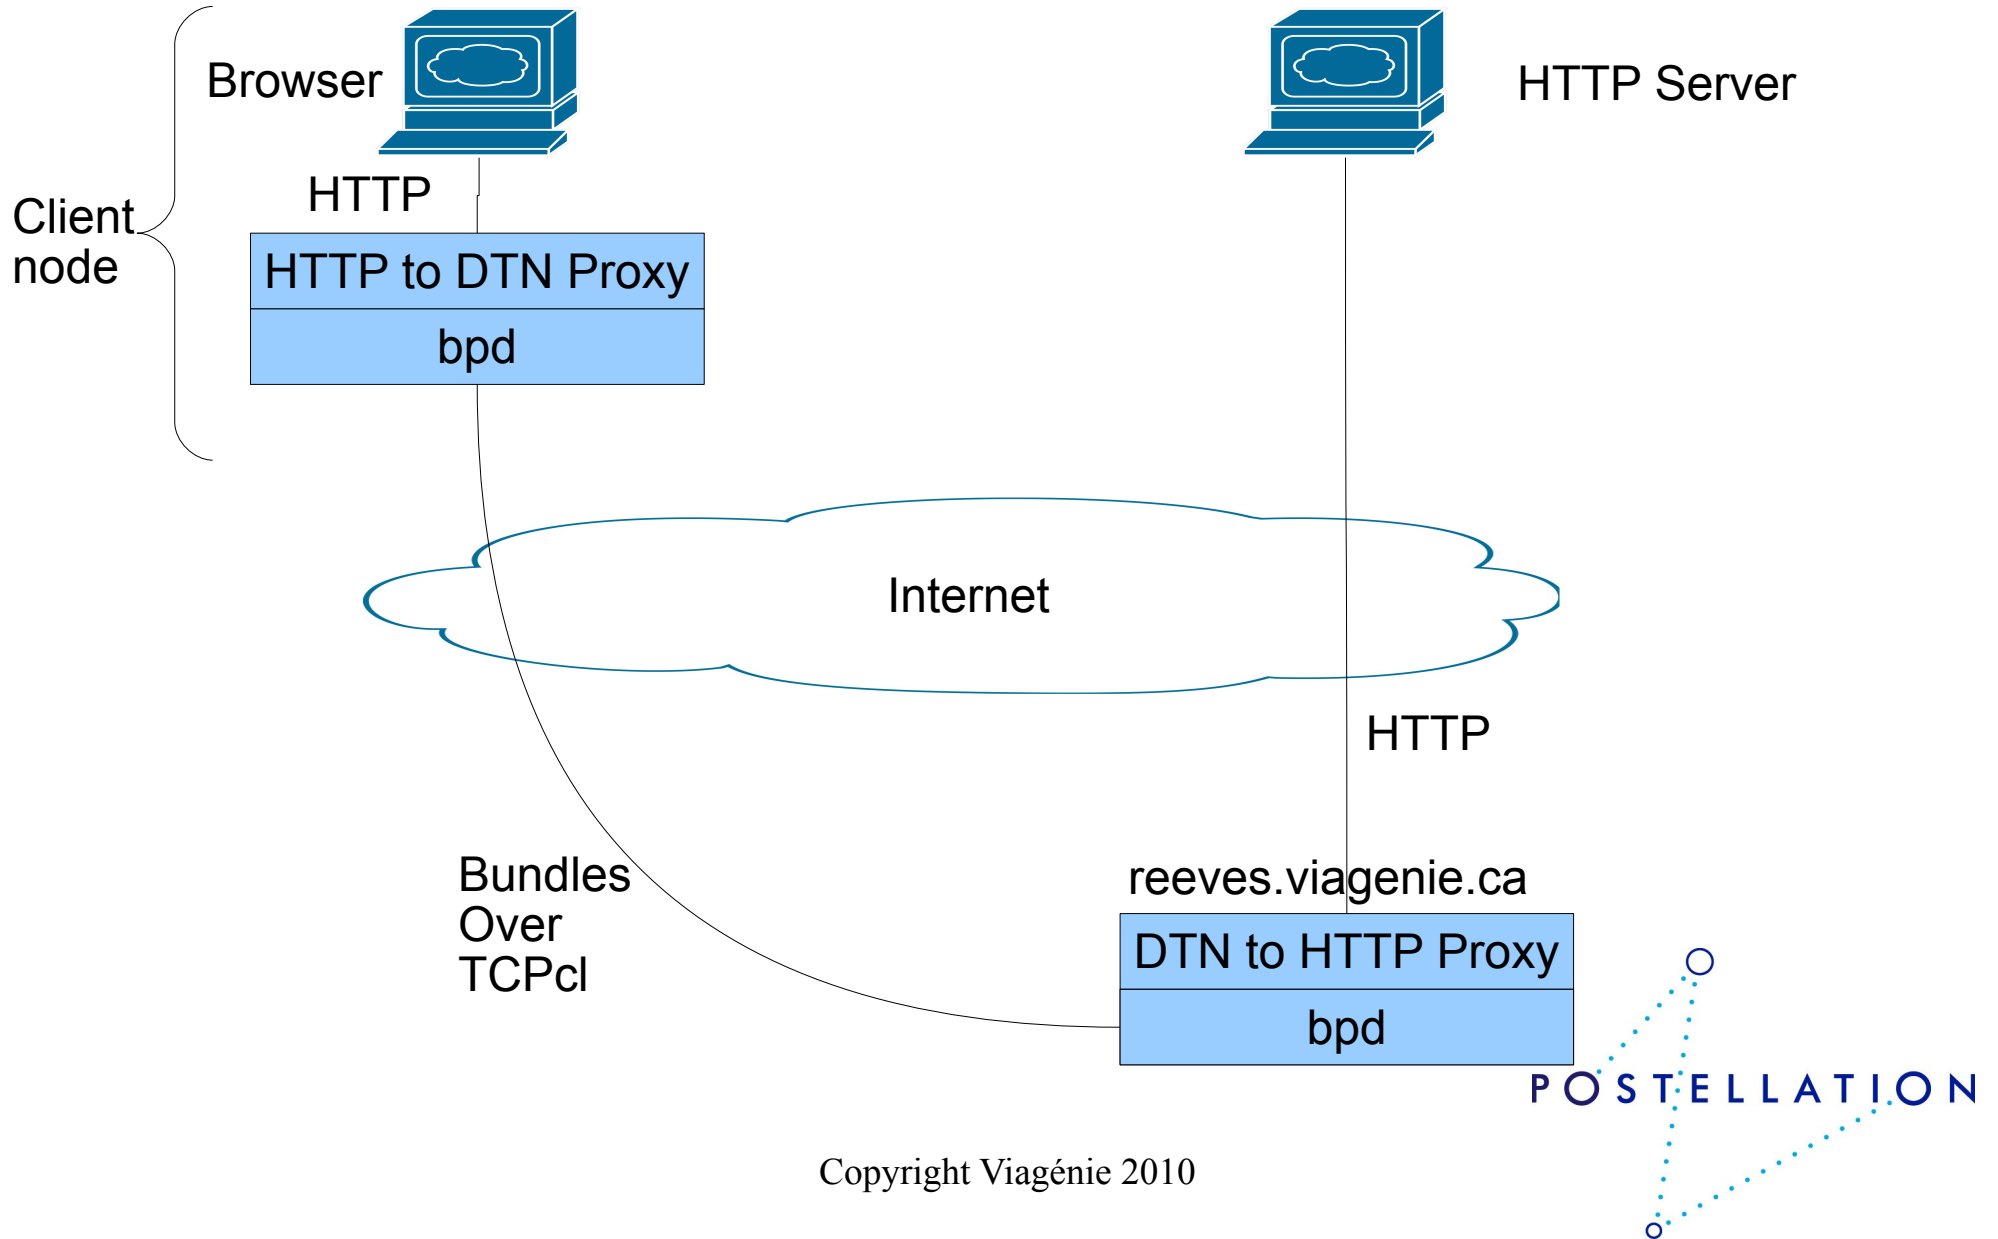 Browser
HTTP Server
HTTP
Client
node
HTTP to DTN Proxy
bpd
Internet
HTTP
Bundles
Over
TCPcl
reeves.viagenie.ca
DTN to HTTP Proxy
bpd
POSTELLATION
Copyright Viagénie 2010